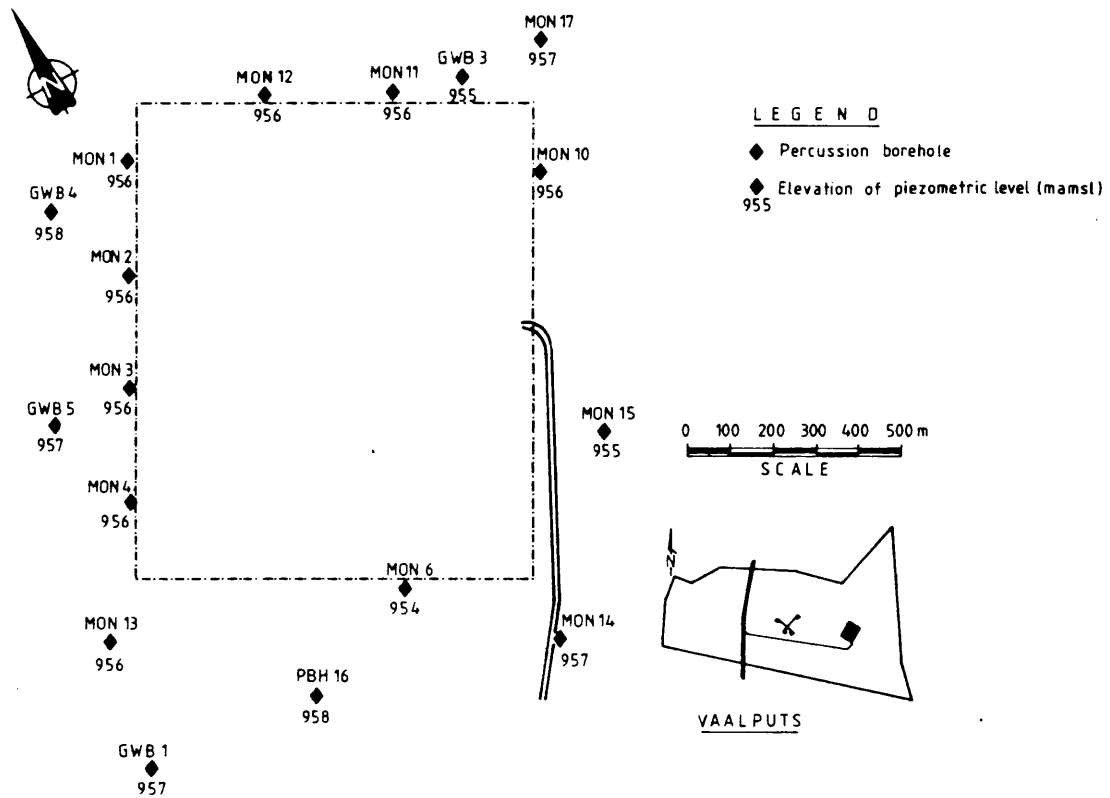 MON 17
957
GWB 3
955
MON 12
956
MON 11
956
N
LEGEND
Percussion borehole
955 Elevation of piezometric level (mamsl)
MON 1
956
MON 10
956
GWB 4
958
MON 2
956
MON 3
956
GWB 5
957
MON 15
955
0 100 200 300 400 500 m
SCALE
MON 4
956
MON 6
954
N
MON 13
956
MON 14
957
PBH 16
958
VAALPUTS
GWB 1
957